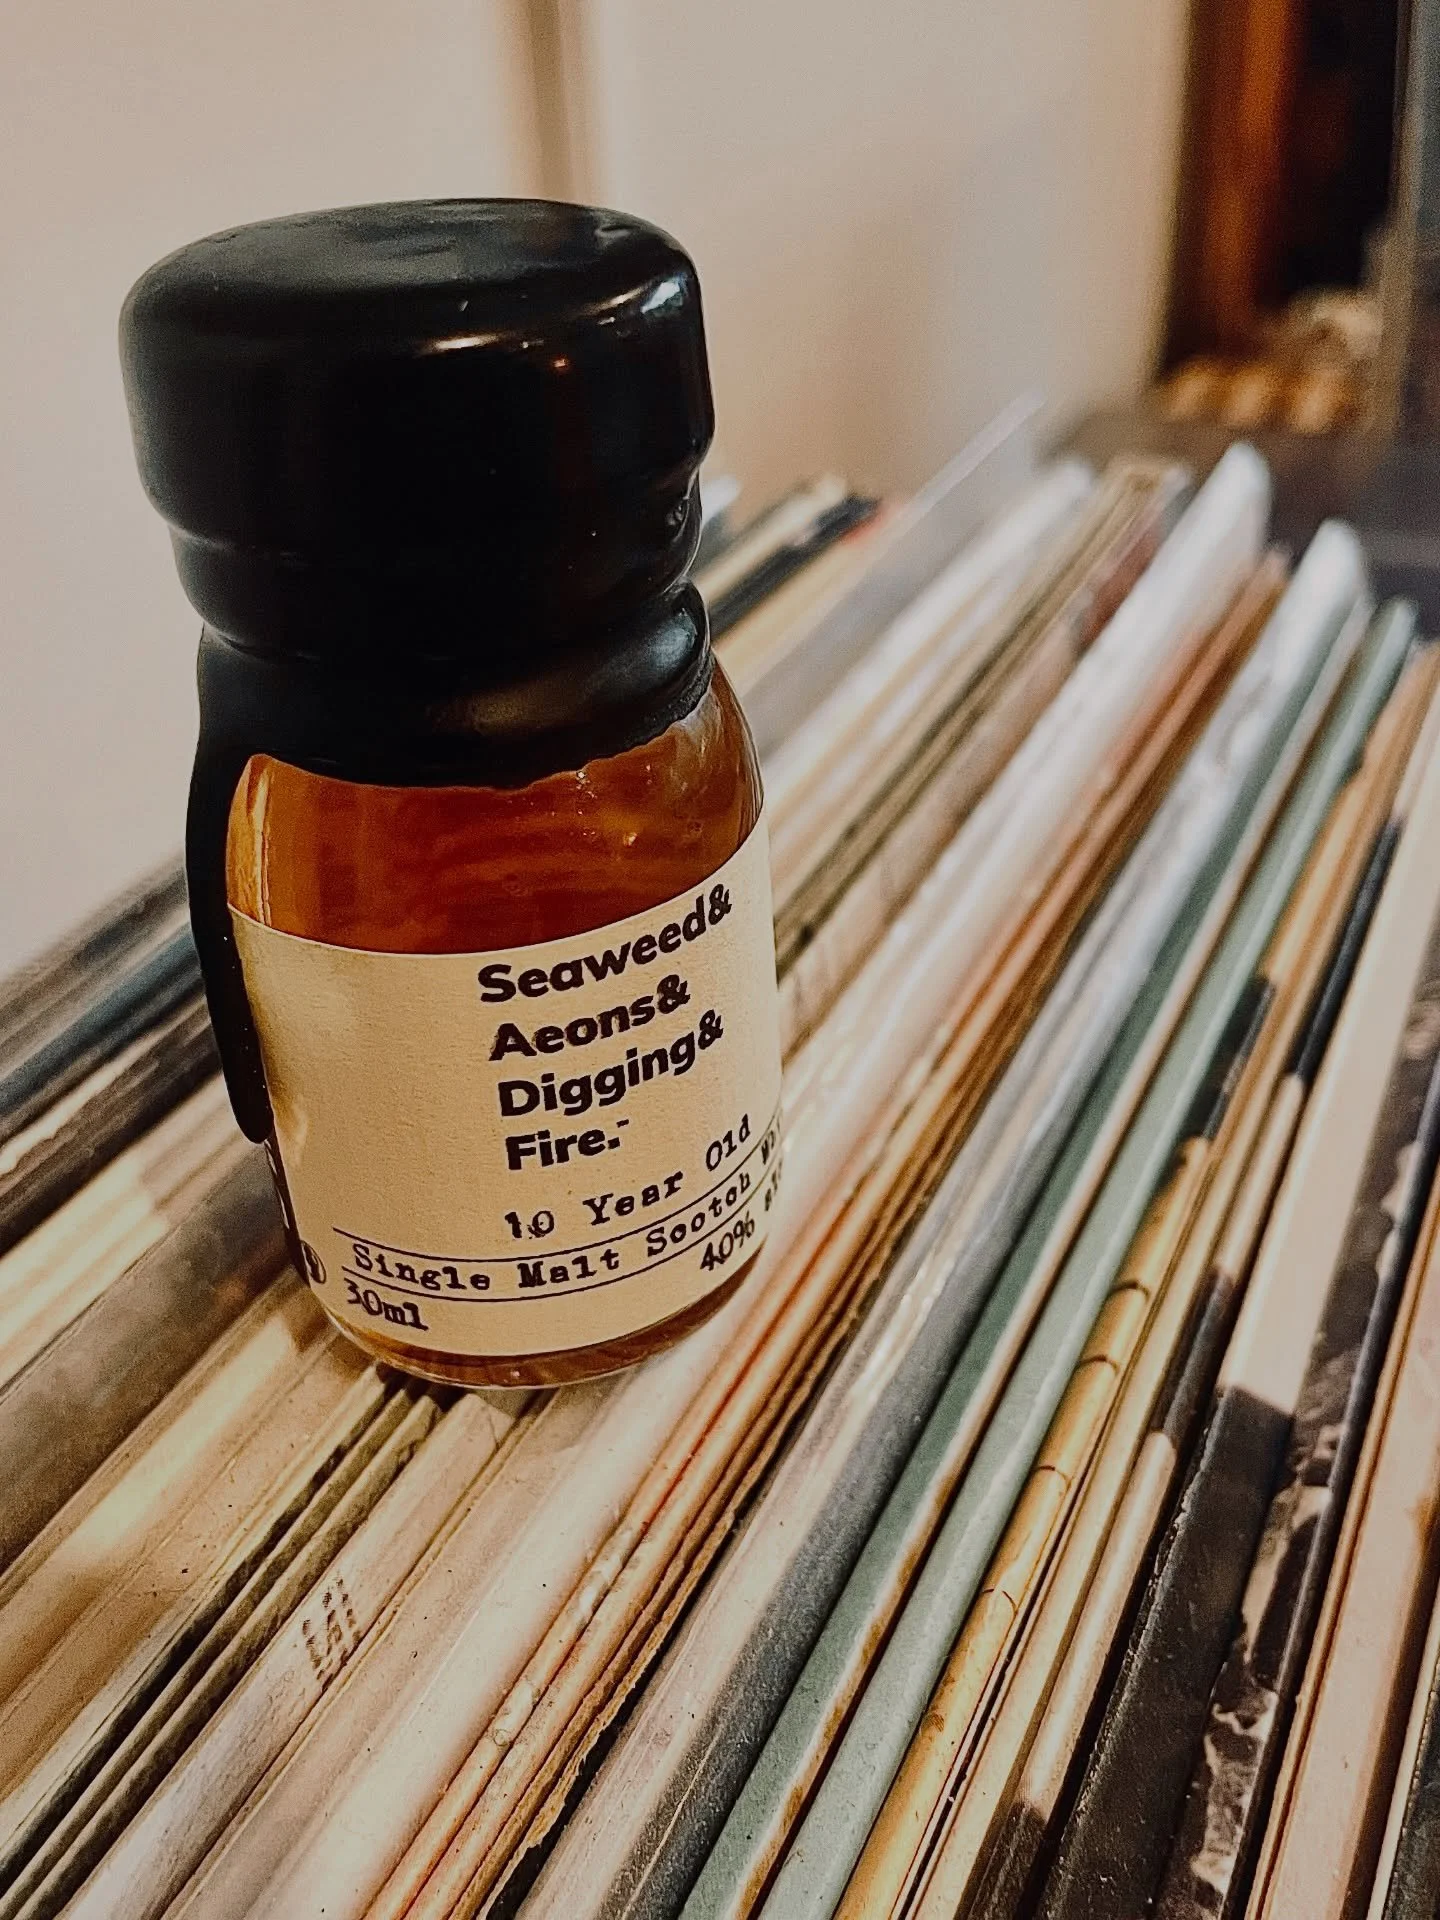 Seaweed&
Aeons&
Digging&
Fire.
10 Year Old
Single Malt Scotch
40%
30ml